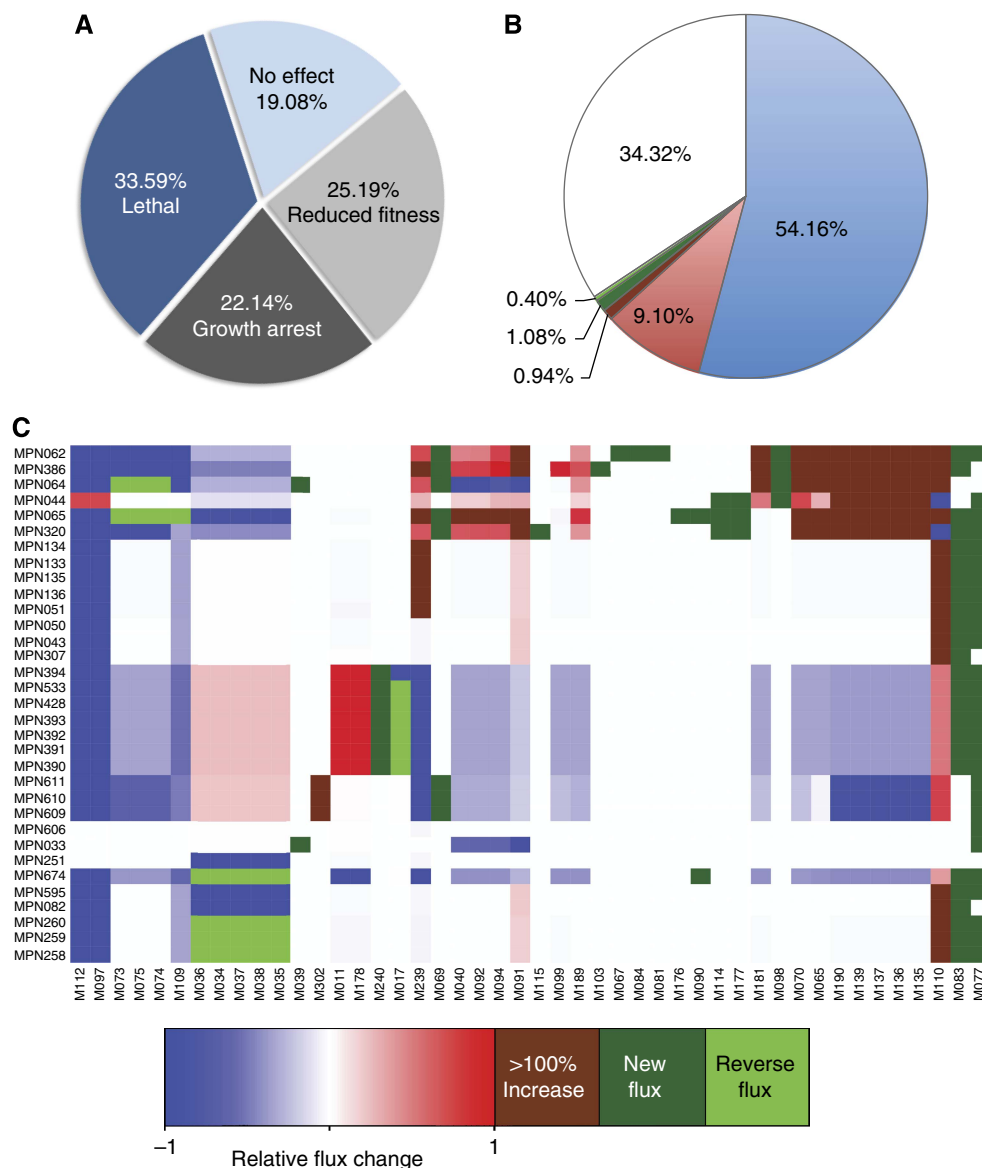 A
No effect
19.08%
33.59%
Lethal
25.19%
Reduced fitness
22.14%
Growth arrest
B
34.32%
54.16%
0.40%
1.08%
0.94%
9.10%
C
MPN062
MPN386
MPN064
MPN044
MPN065
MPN320
MPN134
MPN133
MPN135
MPN136
MPN051
MPN050
MPN043
MPN307
MPN394
MPN533
MPN428
MPN393
MPN392
MPN391
MPN390
MPN611
MPN610
MPN609
MPN606
MPN033
MPN251
MPN674
MPN595
MPN082
MPN260
MPN259
MPN258
M112
M097
M073
M075
M074
M109
M036
M034
M037
M038
M035
M039
M302
M011
M178
M240
M017
M239
M069
M040
M092
M094
M091
M115
M099
M189
M103
M067
M084
M081
M176
M090
M114
M177
M181
M098
M070
M065
M190
M139
M137
M136
M135
M110
M083
M077
>100%
Increase
New
flux
Reverse
flux
–1
1
Relative flux change